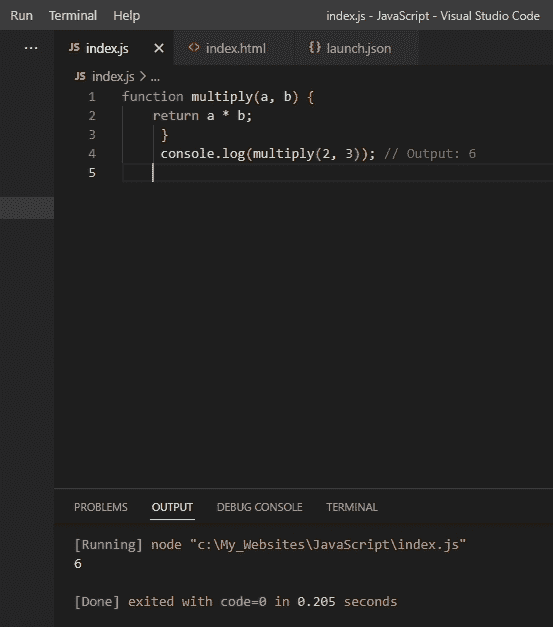 Run Terminal Help index.js - JavaScript - Visual Studio Code
... JS index.js × <> index.html {} launch.json
JS index.js > ...
1 function multiply(a, b) {
2 return a * b;
3 }
4 console.log(multiply(2, 3)); // Output: 6
5
PROBLEMS OUTPUT DEBUG CONSOLE TERMINAL
[Running] node "c:\My_Websites\JavaScript\index.js"
6
[Done] exited with code=0 in 0.205 seconds